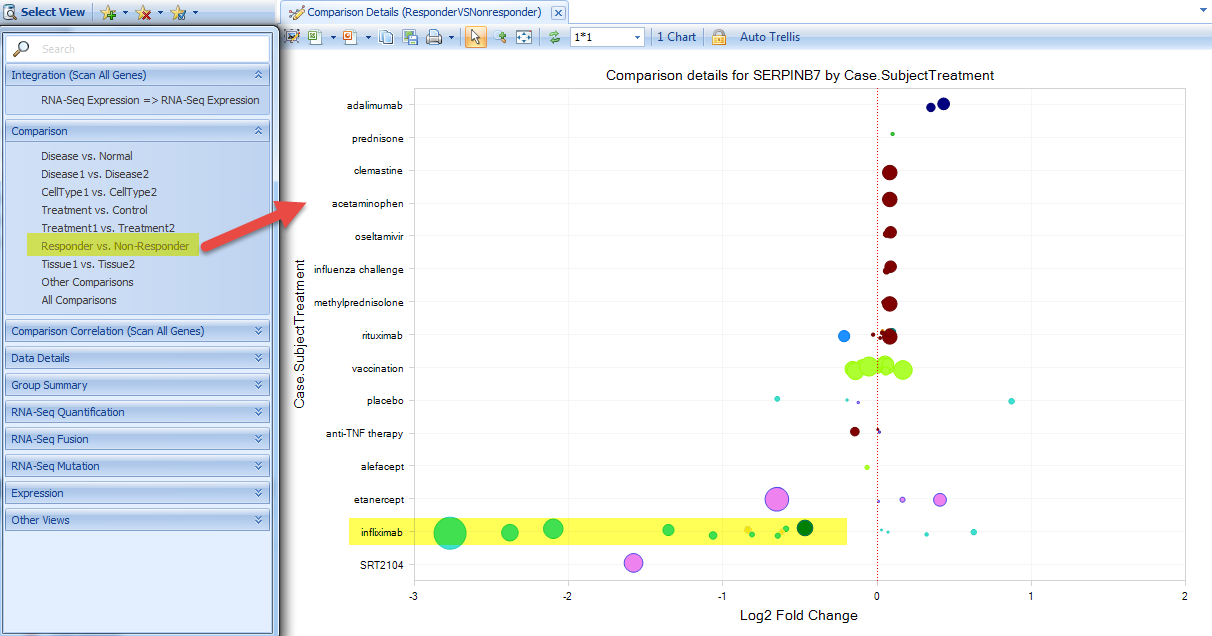 Select View
Comparison Details (ResponderVSNonresponder)
Search
1*1
1 Chart
Auto Trellis
Integration (Scan All Genes)
RNA-Seq Expression => RNA-Seq Expression
Comparison
Disease vs. Normal
Disease1 vs. Disease2
CellType1 vs. CellType2
Treatment vs. Control
Treatment1 vs. Treatment2
Responder vs. Non-Responder
Tissue1 vs. Tissue2
Other Comparisons
All Comparisons
Comparison Correlation (Scan All Genes)
Data Details
Group Summary
RNA-Seq Quantification
RNA-Seq Fusion
RNA-Seq Mutation
Expression
Other Views
Comparison details for SERPINB7 by Case.SubjectTreatment
Case.SubjectTreatment
adalimumab
prednisone
clemastine
acetaminophen
oseltamivir
influenza challenge
methylprednisolone
rituximab
vaccination
placebo
anti-TNF therapy
alefacept
etanercept
infliximab
SRT2104
-3 -2 -1 0 1 2
Log2 Fold Change